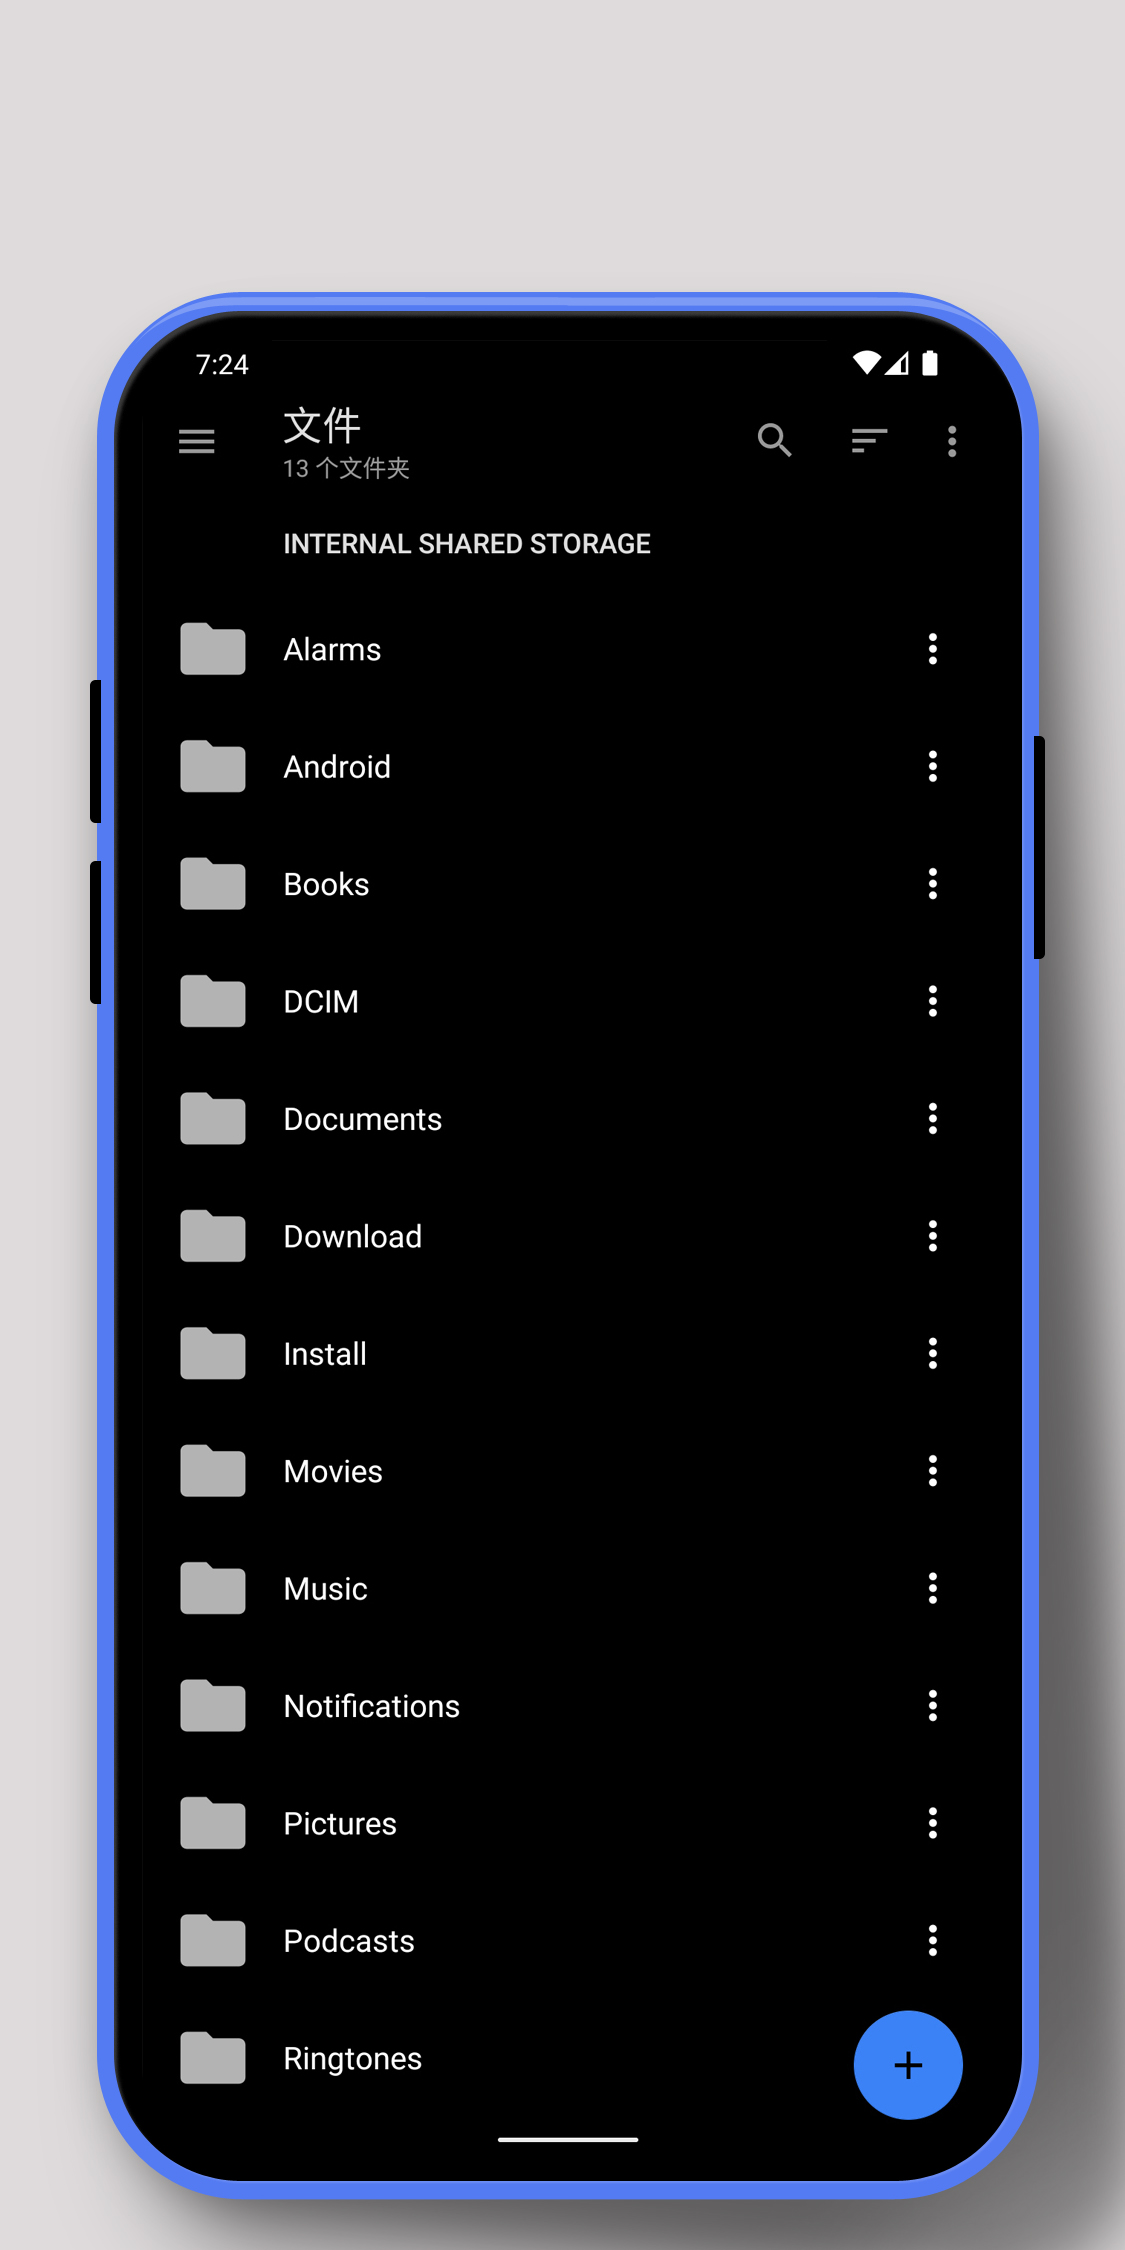 7:24
文件
13 个文件夹
INTERNAL SHARED STORAGE
Alarms
Android
Books
DCIM
Documents
Download
Install
Movies
Music
Notifications
Pictures
Podcasts
Ringtones